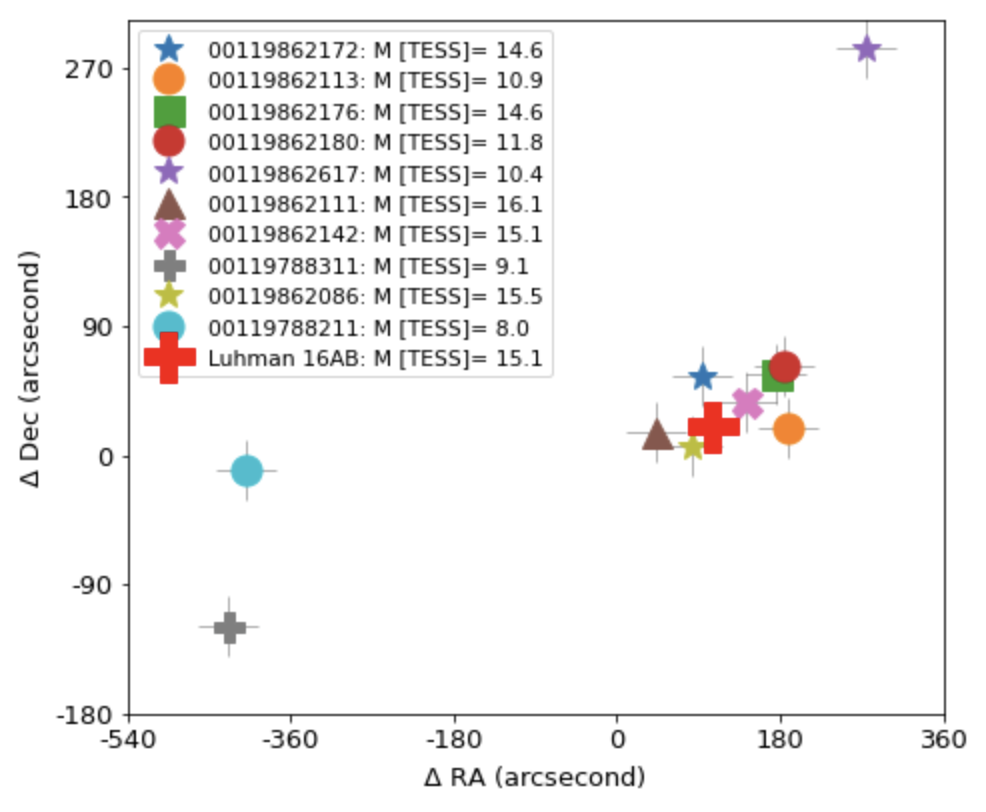 00119862172: M [TESS]= 14.6
00119862113: M [TESS]= 10.9
00119862176: M [TESS]= 14.6
00119862180: M [TESS]= 11.8
00119862617: M [TESS]= 10.4
00119862111: M [TESS]= 16.1
00119862142: M [TESS]= 15.1
00119788311: M [TESS]= 9.1
00119862086: M [TESS]= 15.5
00119788211: M [TESS]= 8.0
Luhman 16AB: M [TESS]= 15.1
270
180
90
0
-90
-180
Δ Dec (arcsecond)
-540 -360 -180 0 180 360
Δ RA (arcsecond)